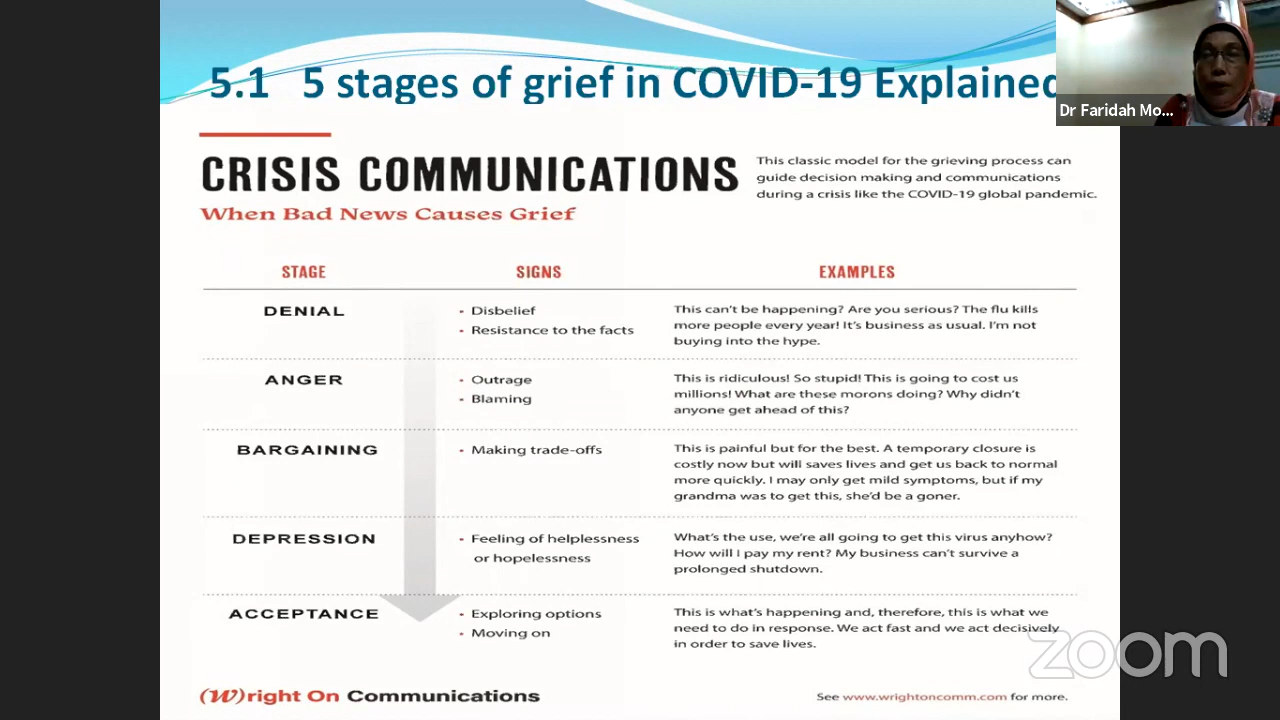 5.1 5 stages of grief in COVID-19 Explained
Dr Faridah Mo...
CRISIS COMMUNICATIONS
When Bad News Causes Grief
This classic model for the grieving process can
guide decision making and communications
during a crisis like the COVID-19 global pandemic.
STAGE SIGNS EXAMPLES
DENIAL
• Disbelief
• Resistance to the facts
This can't be happening? Are you serious? The flu kills
more people every year! It's business as usual. I'm not
buying into the hype.
ANGER
• Outrage
• Blaming
This is ridiculous! So stupid! This is going to cost us
millions! What are these morons doing? Why didn't
anyone get ahead of this?
BARGAINING
• Making trade-offs
This is painful but for the best. A temporary closure is
costly now but will saves lives and get us back to normal
more quickly. I may only get mild symptoms, but if my
grandma was to get this, she'd be a goner.
DEPRESSION
• Feeling of helplessness
or hopelessness
What's the use, we're all going to get this virus anyhow?
How will I pay my rent? My business can't survive a
prolonged shutdown.
ACCEPTANCE
• Exploring options
• Moving on
This is what's happening and, therefore, this is what we
need to do in response. We act fast and we act decisively
in order to save lives.
zoom
(W)right On Communications
See www.wrightoncomm.com for more.